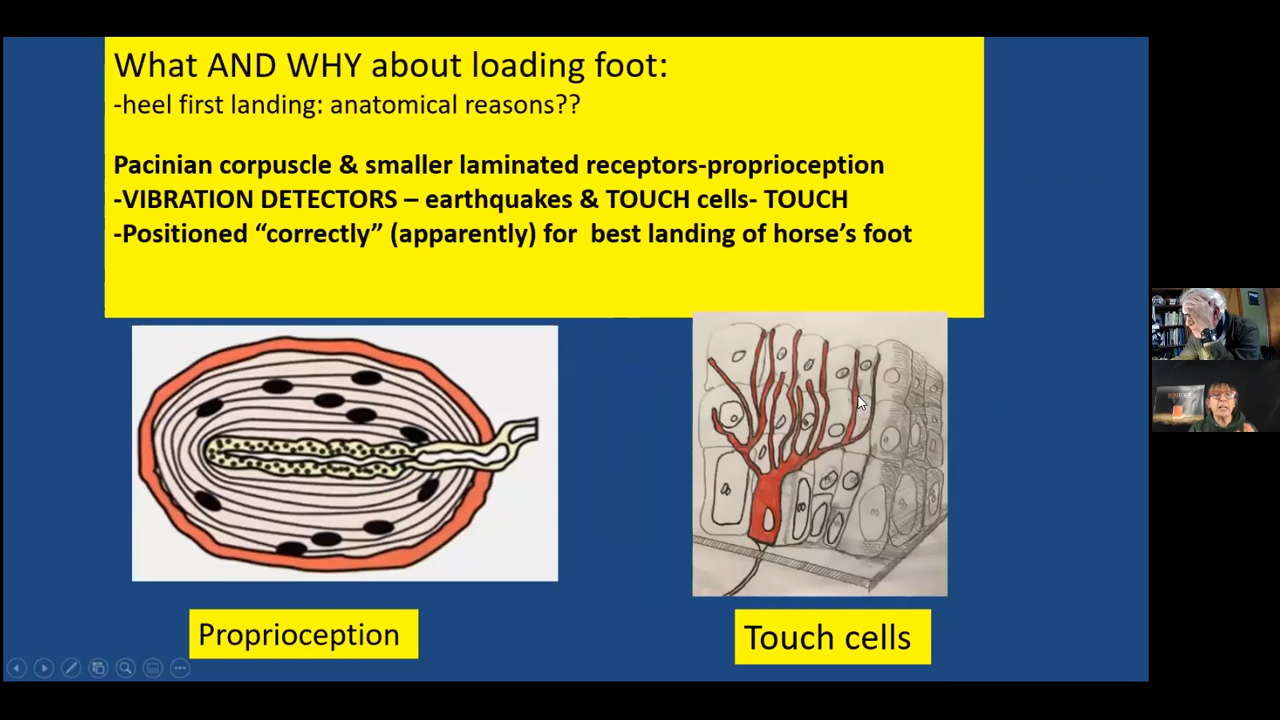 What AND WHY about loading foot:
-heel first landing: anatomical reasons??
Pacinian corpuscle & smaller laminated receptors-proprioception
-VIBRATION DETECTORS – earthquakes & TOUCH cells- TOUCH
-Positioned “correctly” (apparently) for  best landing of horse’s foot
Proprioception
Touch cells